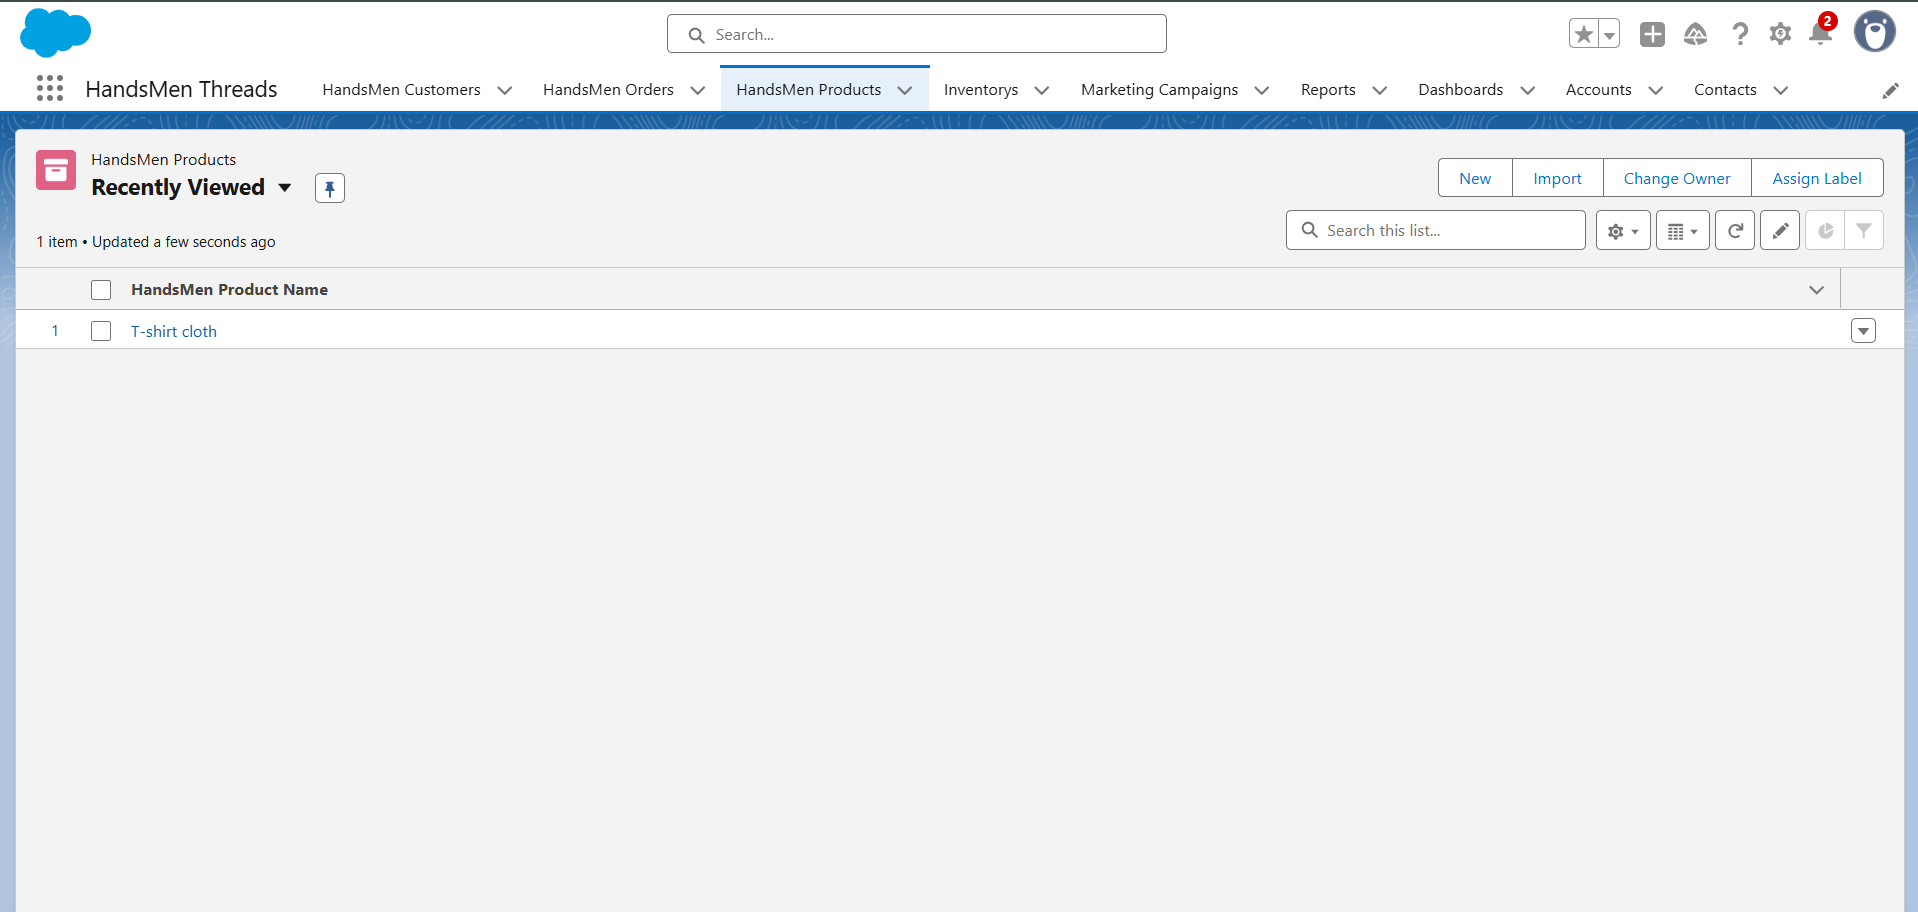 Search...
2
HandsMen Threads
HandsMen Customers
HandsMen Orders
HandsMen Products
Inventorys
Marketing Campaigns
Reports
Dashboards
Accounts
Contacts
HandsMen Products
Recently Viewed
New
Import
Change Owner
Assign Label
1 item • Updated a few seconds ago
Search this list...
HandsMen Product Name
1
T-shirt cloth